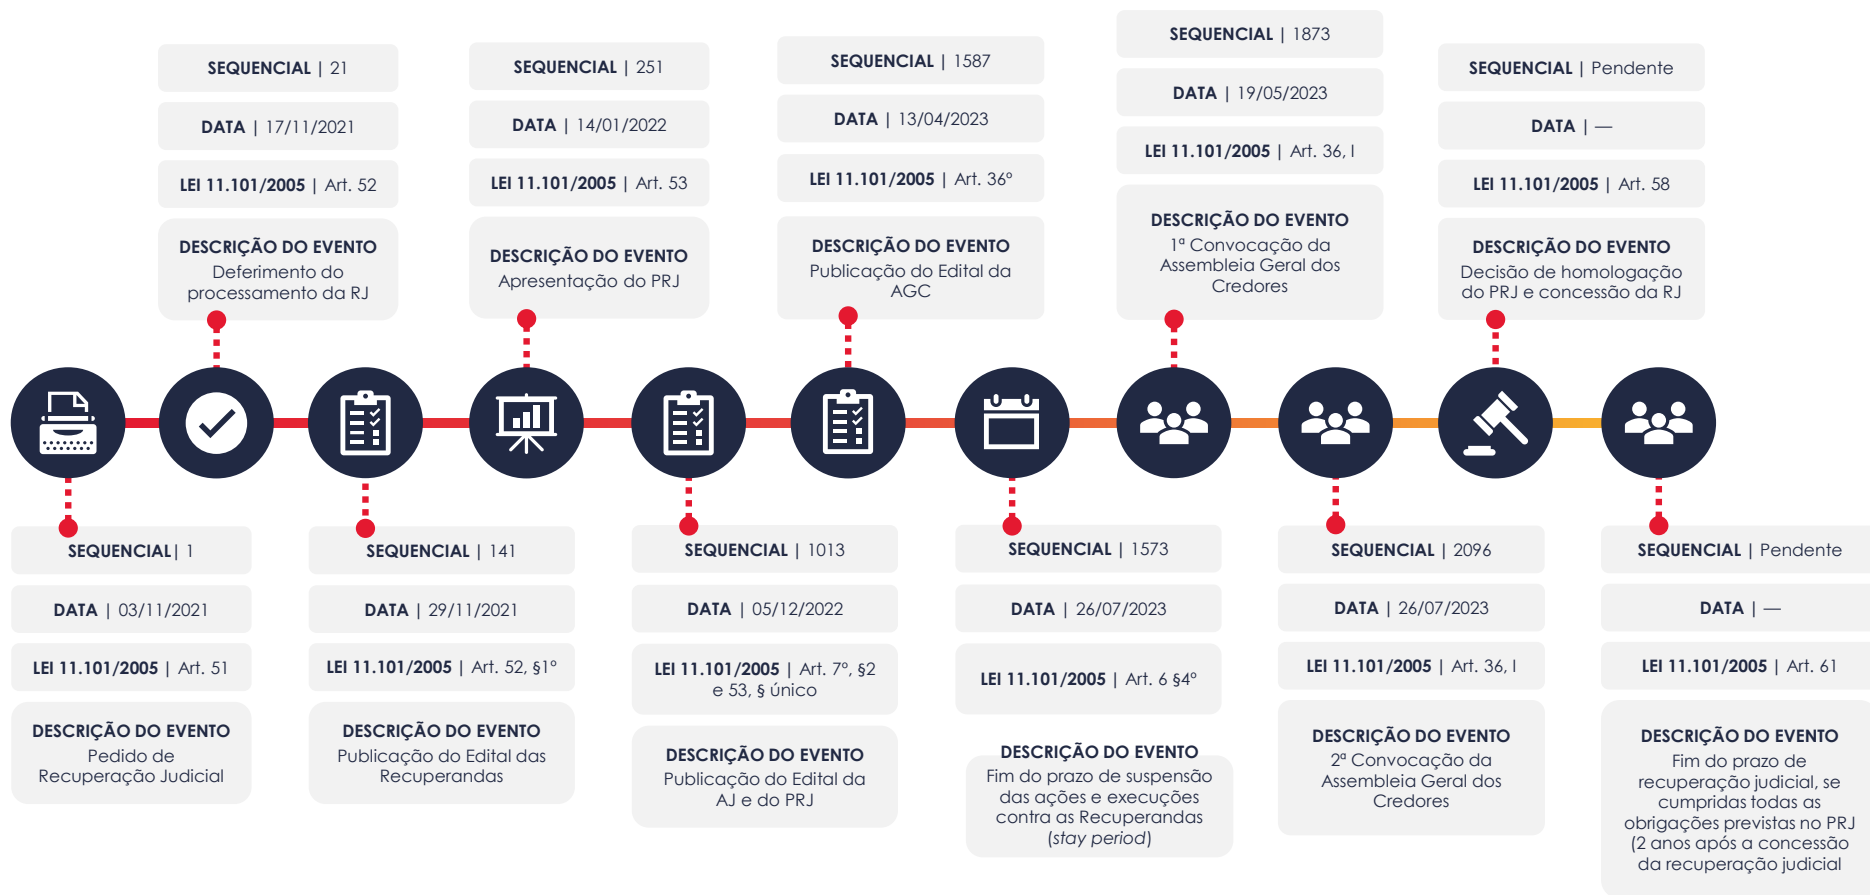 SEQUENCIAL | 21
DATA | 17/11/2021
LEI 11.101/2005 | Art. 52
DESCRIÇÃO DO EVENTO
Deferimento do
processamento da RJ
SEQUENCIAL | 251
DATA | 14/01/2022
LEI 11.101/2005 | Art. 53
DESCRIÇÃO DO EVENTO
Apresentação do PRJ
SEQUENCIAL | 1587
DATA | 13/04/2023
LEI 11.101/2005 | Art. 36º
DESCRIÇÃO DO EVENTO
Publicação do Edital da
AGC
SEQUENCIAL | 1873
DATA | 19/05/2023
LEI 11.101/2005 | Art. 36, I
DESCRIÇÃO DO EVENTO
1ª Convocação da
Assembleia Geral dos
Credores
SEQUENCIAL | Pendente
DATA | —
LEI 11.101/2005 | Art. 58
DESCRIÇÃO DO EVENTO
Decisão de homologação
do PRJ e concessão da RJ
SEQUENCIAL| 1
DATA | 03/11/2021
LEI 11.101/2005 | Art. 51
DESCRIÇÃO DO EVENTO
Pedido de
Recuperação Judicial
SEQUENCIAL | 141
DATA | 29/11/2021
LEI 11.101/2005 | Art. 52, §1º
DESCRIÇÃO DO EVENTO
Publicação do Edital das
Recuperandas
SEQUENCIAL | 1013
DATA | 05/12/2022
LEI 11.101/2005 | Art. 7º, §2
e 53, § único
DESCRIÇÃO DO EVENTO
Publicação do Edital da
AJ e do PRJ
SEQUENCIAL | 1573
DATA | 26/07/2023
LEI 11.101/2005 | Art. 6 §4º
DESCRIÇÃO DO EVENTO
Fim do prazo de suspensão
das ações e execuções
contra as Recuperandas
(stay period)
SEQUENCIAL | 2096
DATA | 26/07/2023
LEI 11.101/2005 | Art. 36, I
DESCRIÇÃO DO EVENTO
2ª Convocação da
Assembleia Geral dos
Credores
SEQUENCIAL | Pendente
DATA | —
LEI 11.101/2005 | Art. 61
DESCRIÇÃO DO EVENTO
Fim do prazo de
recuperação judicial, se
cumpridas todas as
obrigações previstas no PRJ
(2 anos após a concessão
da recuperação judicial